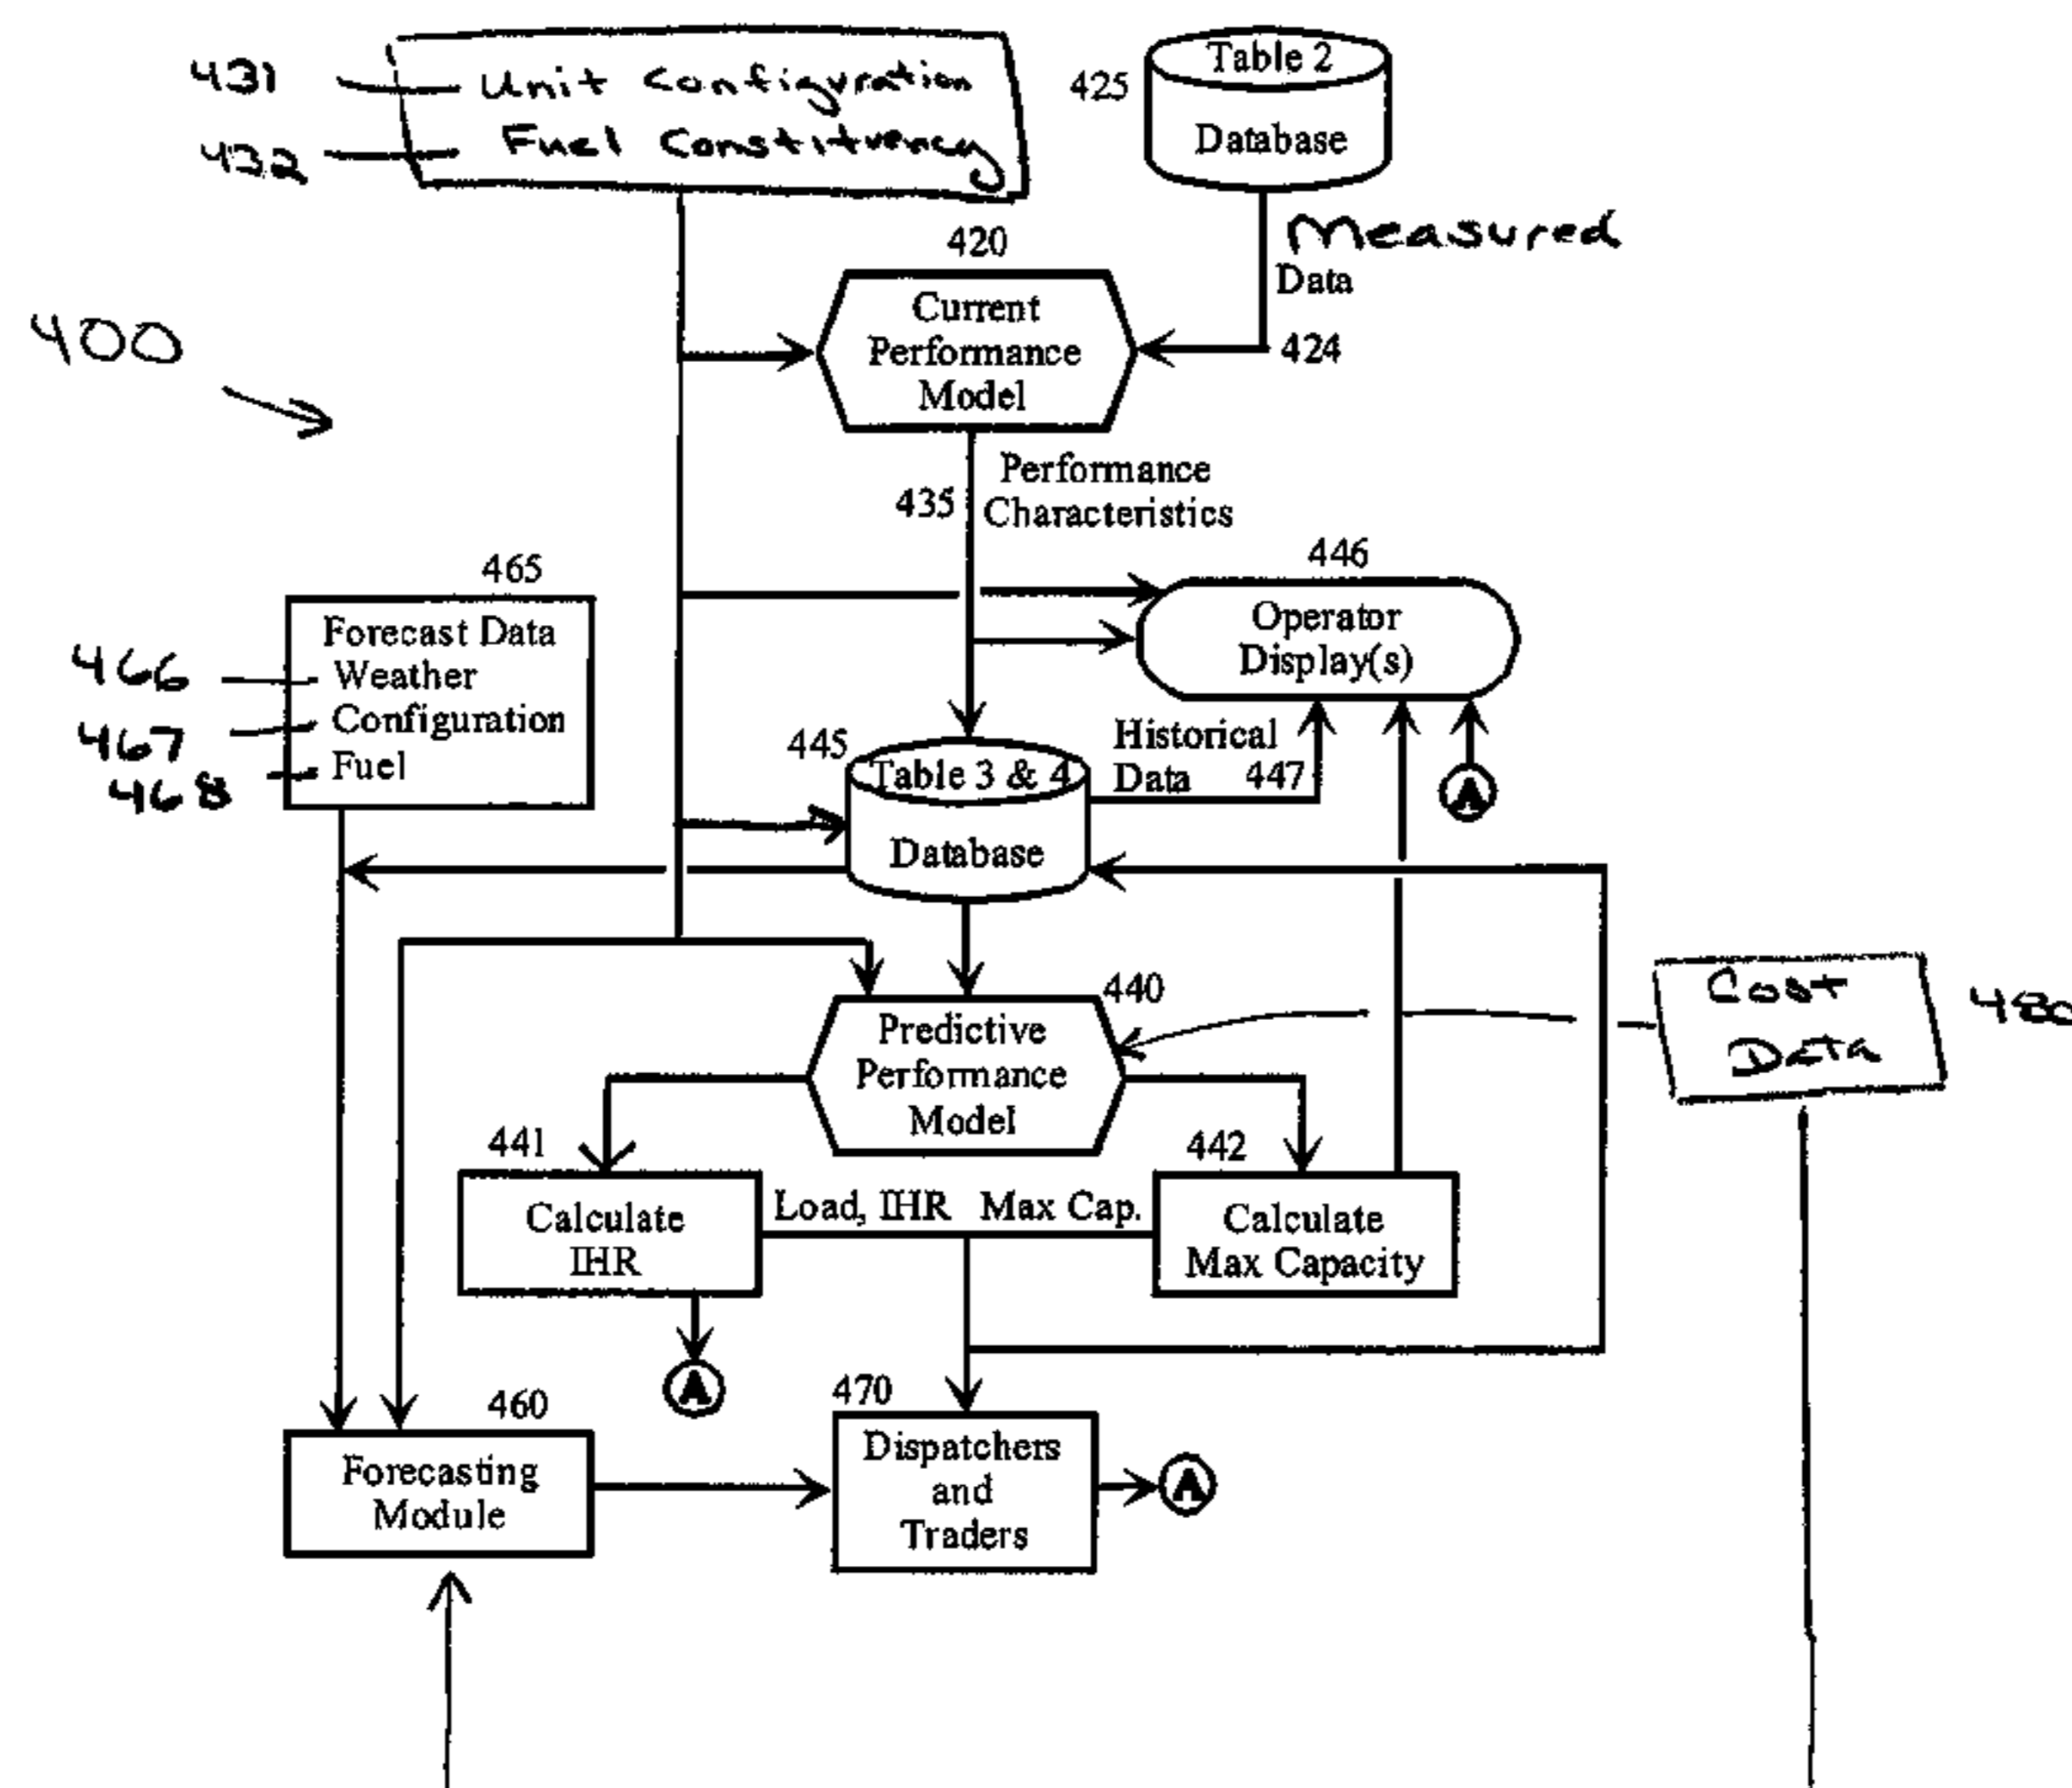 431 Unit Configuration
432 Fuel Constituency
425
Table 2
Database
Measured
Data
424
400
420
Current
Performance
Model
435
Performance
Characteristics
465
Forecast Data
466 Weather
467 Configuration
468 Fuel
446
Operator
Display(s)
445
Table 3 & 4
Database
Historical
Data 447
A
440
Predictive
Performance
Model
Cost
Data
480
441
Calculate
IHR
Load, IHR Max Cap.
442
Calculate
Max Capacity
A
460
Forecasting
Module
470
Dispatchers
and
Traders
A